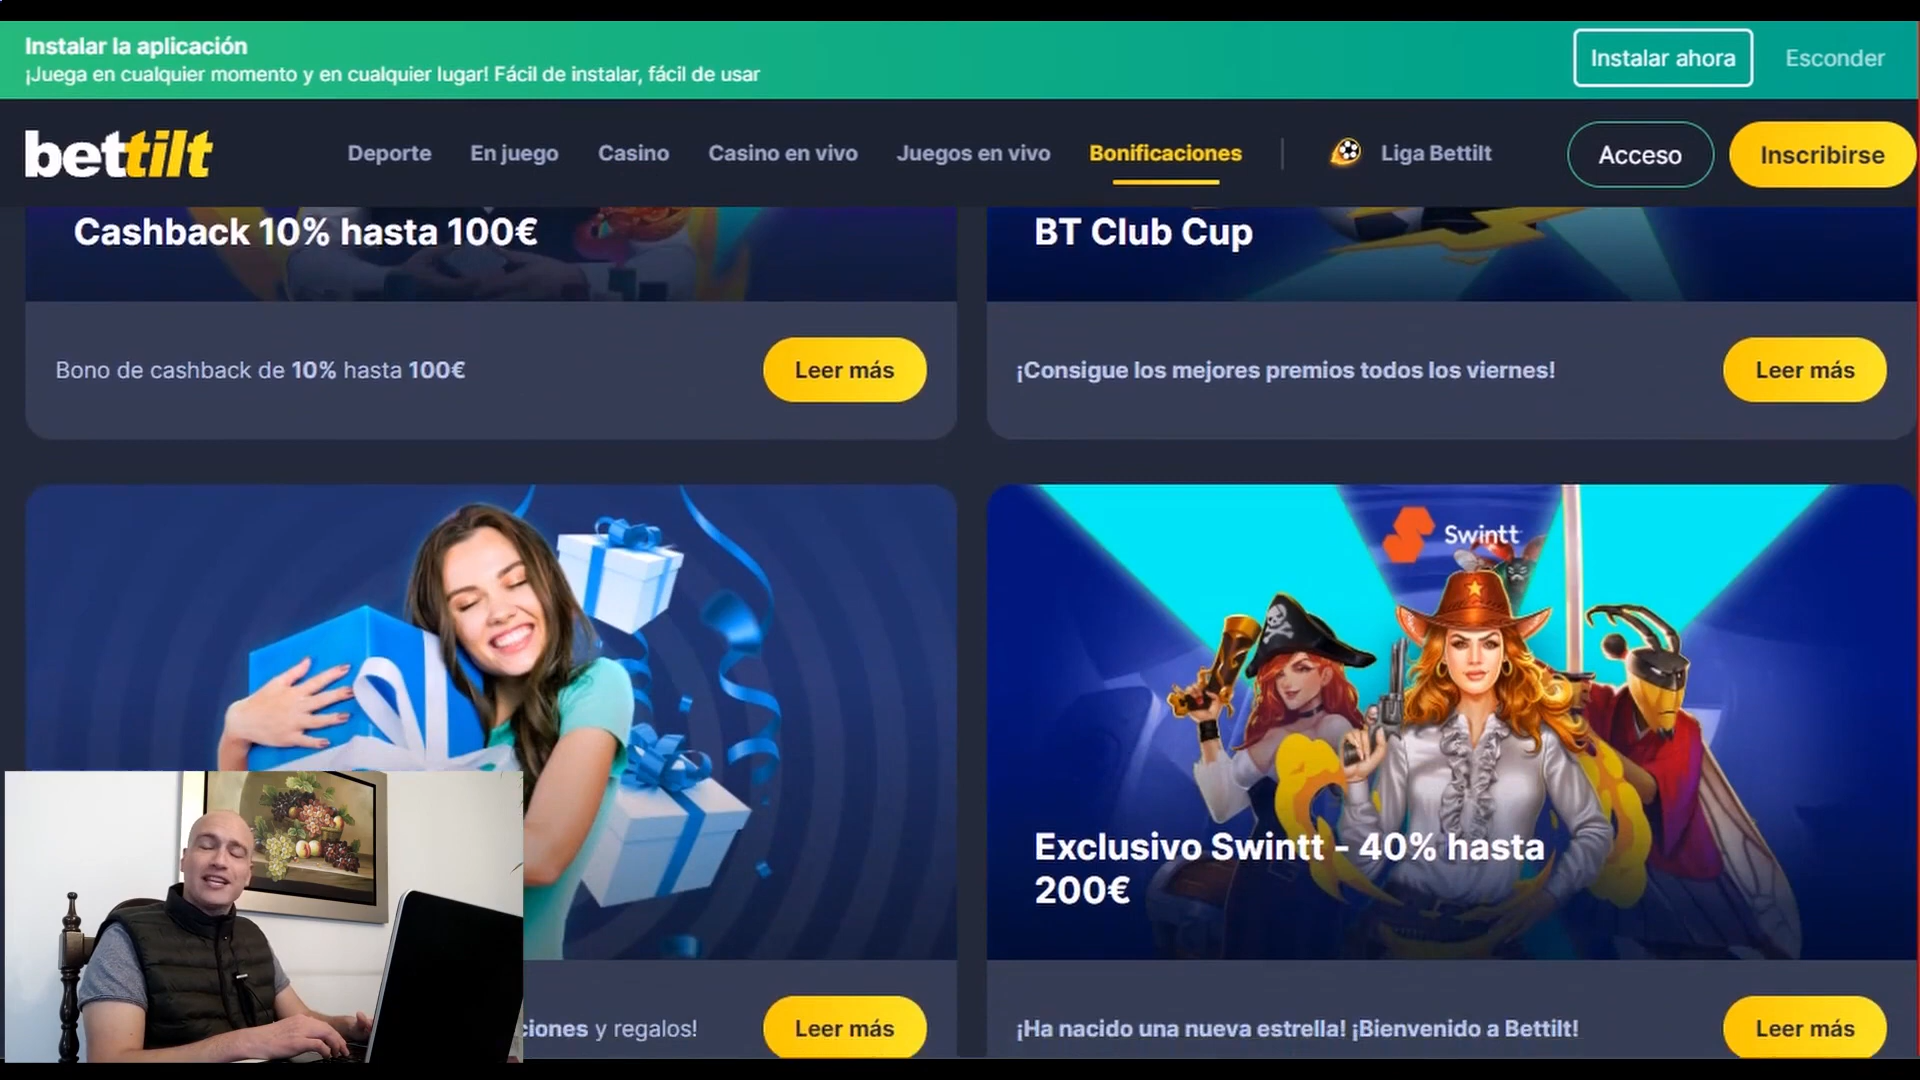 Instalar la aplicación
¡Juega en cualquier momento y en cualquier lugar! Fácil de instalar, fácil de usar
Instalar ahora
Esconder
bettilt
Deporte
En juego
Casino
Casino en vivo
Juegos en vivo
Bonificaciones
Liga Bettilt
Acceso
Inscribirse
Cashback 10% hasta 100€
BT Club Cup
Bono de cashback de 10% hasta 100€
Leer más
¡Consigue los mejores premios todos los viernes!
Leer más
Swintt
Exclusivo Swintt - 40% hasta
200€
y regalos!
Leer más
¡Ha nacido una nueva estrella! ¡Bienvenido a Bettilt!
Leer más